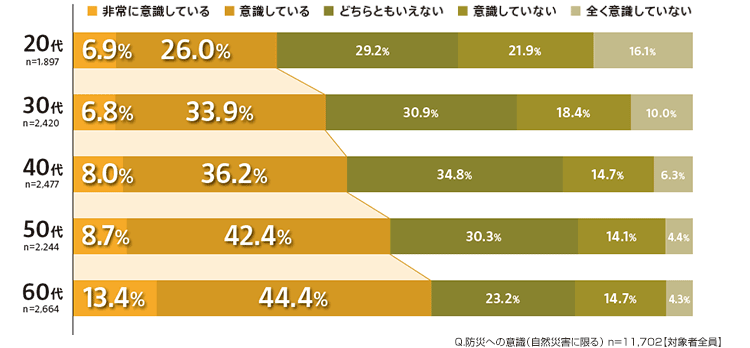 非常に意識している 意識している どちらともいえない 意識していない 全く意識していない
20代 6.9% 26.0% 29.2% 21.9% 16.1%
n=1.897
30代 6.8% 33.9% 30.9% 18.4% 10.0%
n=2,420
40代 8.0% 36.2% 34.8% 14.7% 6.3%
n=2,477
50代 8.7% 42.4% 30.3% 14.1% 4.4%
n=2.244
60代 13.4% 44.4% 23.2% 14.7% 4.3%
n=2,664
Q.防災への意識(自然災害に限る) n=11,702【対象者全員】